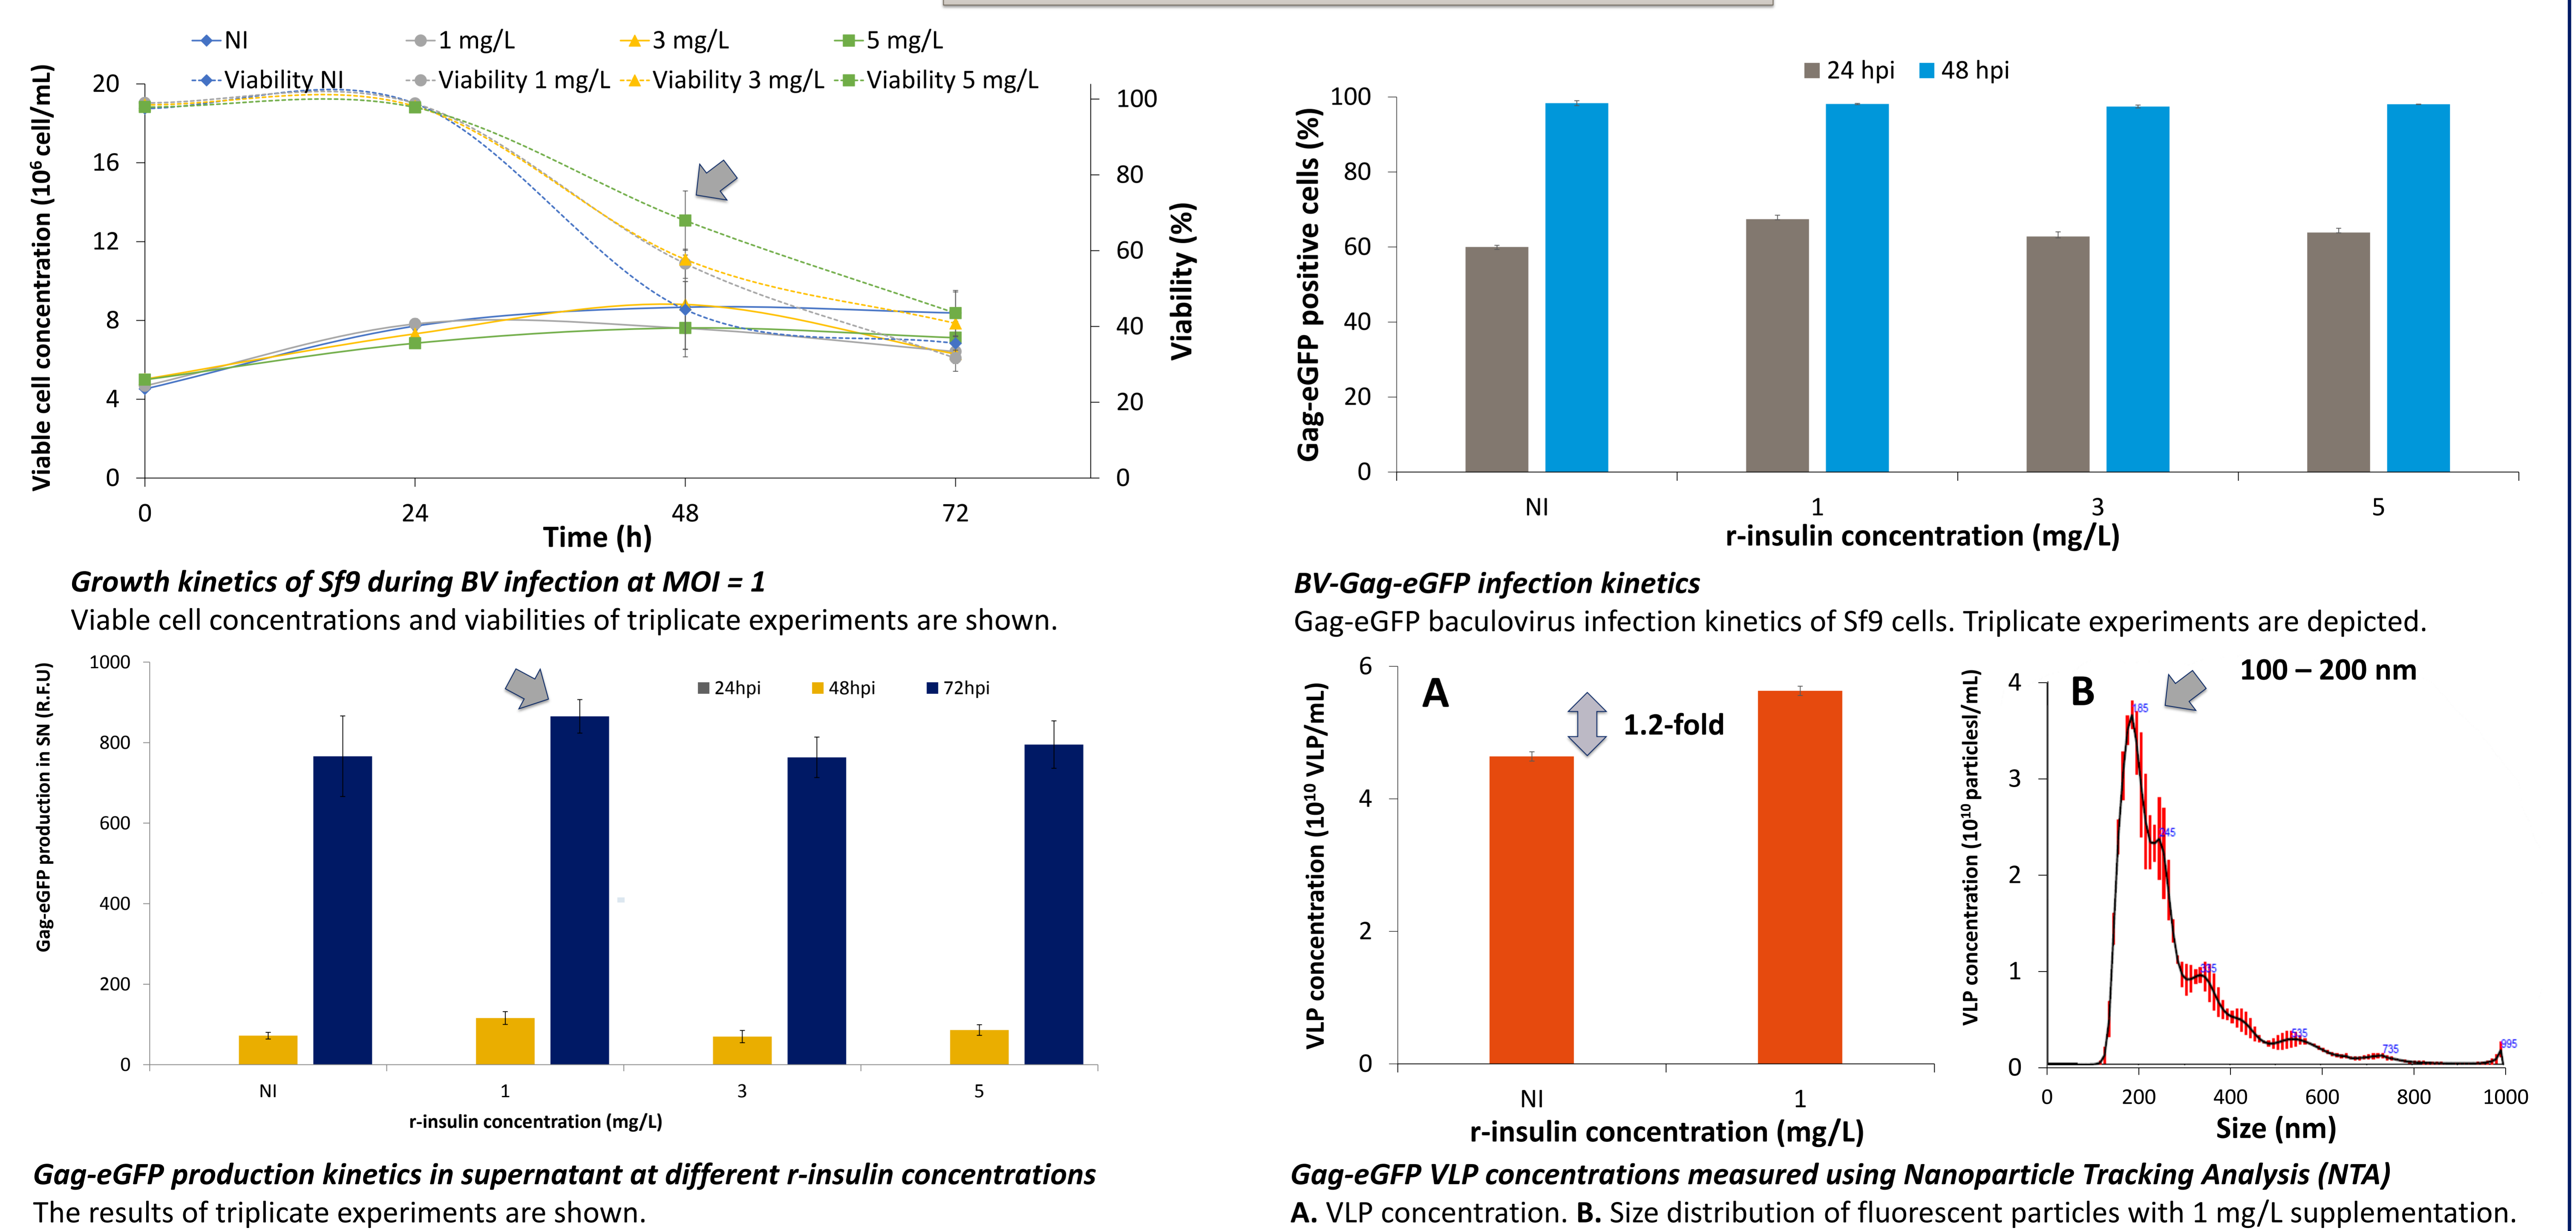 NI 1 mg/L 3 mg/L 5 mg/L
Viability NI Viability 1 mg/L Viability 3 mg/L Viability 5 mg/L
Viable cell concentration (10⁶ cell/mL)
20
16
12
8
4
0
100
80
60
40
20
0
Viability (%)
0 24 48 72
Time (h)
Growth kinetics of Sf9 during BV infection at MOI = 1
Viable cell concentrations and viabilities of triplicate experiments are shown.
24 hpi 48 hpi
Gag-eGFP positive cells (%)
100
80
60
40
20
0
NI 1 3 5
r-insulin concentration (mg/L)
BV-Gag-eGFP infection kinetics
Gag-eGFP baculovirus infection kinetics of Sf9 cells. Triplicate experiments are depicted.
Gag-eGFP production in SN (R.F.U)
1000
800
600
400
200
0
24hpi 48hpi 72hpi
NI 1 3 5
r-insulin concentration (mg/L)
Gag-eGFP production kinetics in supernatant at different r-insulin concentrations
The results of triplicate experiments are shown.
VLP concentration (10¹⁰ VLP/mL)
6
4
2
0
A
1.2-fold
NI 1
r-insulin concentration (mg/L)
VLP concentration (10¹⁰ particlesl/mL)
4
3
2
1
0
B
100 – 200 nm
185
245
335
535
735
995
0 200 400 600 800 1000
Size (nm)
Gag-eGFP VLP concentrations measured using Nanoparticle Tracking Analysis (NTA)
A. VLP concentration. B. Size distribution of fluorescent particles with 1 mg/L supplementation.